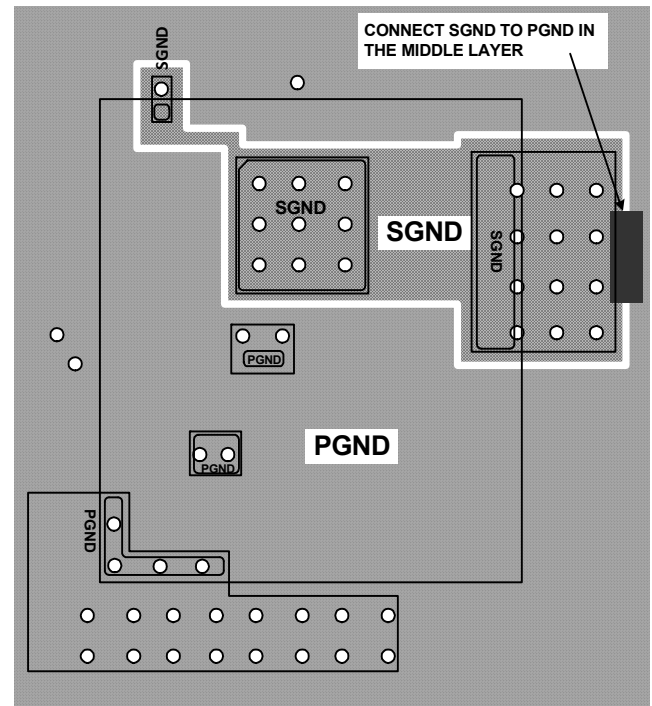 CONNECT SGND TO PGND IN
THE MIDDLE LAYER
SGND
SGND
SGND
SGND
PGND
PGND
PGND
PGND